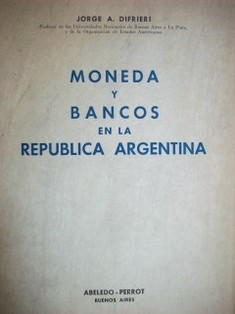 JORGE A. DIFRIERI
Profesor de las Universidades Nacionales de Buenos Aires y La Plata,
y de la Organización de Estados Americanos
MONEDA
Y
BANCOS
EN LA
REPUBLICA ARGENTINA
ABELEDO-PERROT
BUENOS AIRES